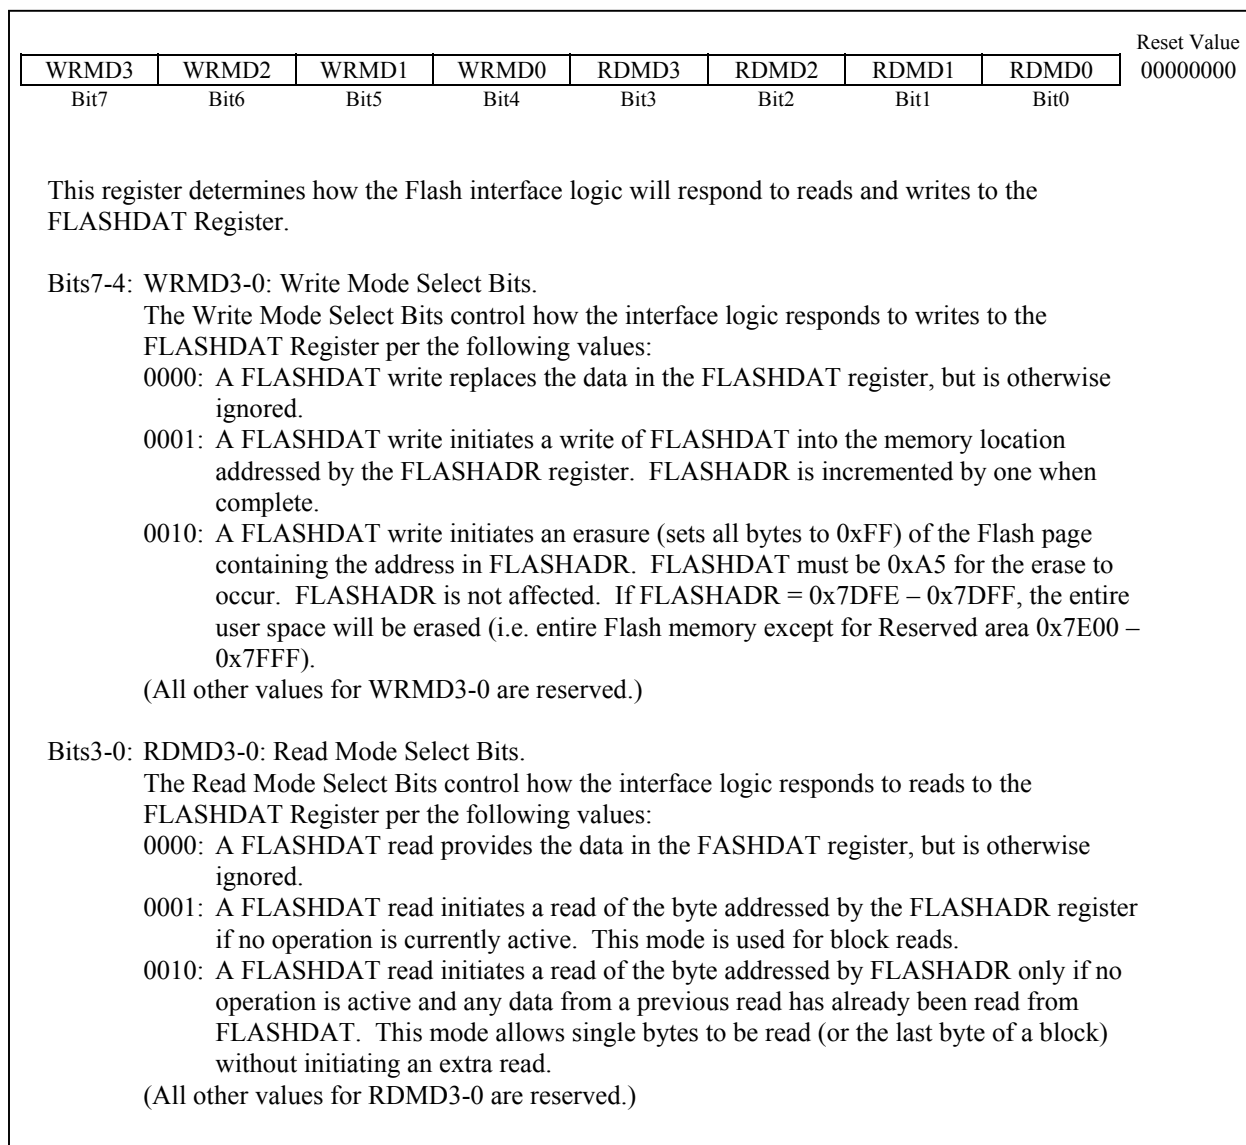 Reset Value
WRMD3 WRMD2 WRMD1 WRMD0 RDMD3 RDMD2 RDMD1 RDMD0 00000000
Bit7 Bit6 Bit5 Bit4 Bit3 Bit2 Bit1 Bit0
This register determines how the Flash interface logic will respond to reads and writes to the
FLASHDAT Register.
Bits7-4: WRMD3-0: Write Mode Select Bits.
The Write Mode Select Bits control how the interface logic responds to writes to the
FLASHDAT Register per the following values:
0000: A FLASHDAT write replaces the data in the FLASHDAT register, but is otherwise
ignored.
0001: A FLASHDAT write initiates a write of FLASHDAT into the memory location
addressed by the FLASHADR register. FLASHADR is incremented by one when
complete.
0010: A FLASHDAT write initiates an erasure (sets all bytes to 0xFF) of the Flash page
containing the address in FLASHADR. FLASHDAT must be 0xA5 for the erase to
occur. FLASHADR is not affected. If FLASHADR = 0x7DFE – 0x7DFF, the entire
user space will be erased (i.e. entire Flash memory except for Reserved area 0x7E00 –
0x7FFF).
(All other values for WRMD3-0 are reserved.)
Bits3-0: RDMD3-0: Read Mode Select Bits.
The Read Mode Select Bits control how the interface logic responds to reads to the
FLASHDAT Register per the following values:
0000: A FLASHDAT read provides the data in the FASHDAT register, but is otherwise
ignored.
0001: A FLASHDAT read initiates a read of the byte addressed by the FLASHADR register
if no operation is currently active. This mode is used for block reads.
0010: A FLASHDAT read initiates a read of the byte addressed by FLASHADR only if no
operation is active and any data from a previous read has already been read from
FLASHDAT. This mode allows single bytes to be read (or the last byte of a block)
without initiating an extra read.
(All other values for RDMD3-0 are reserved.)